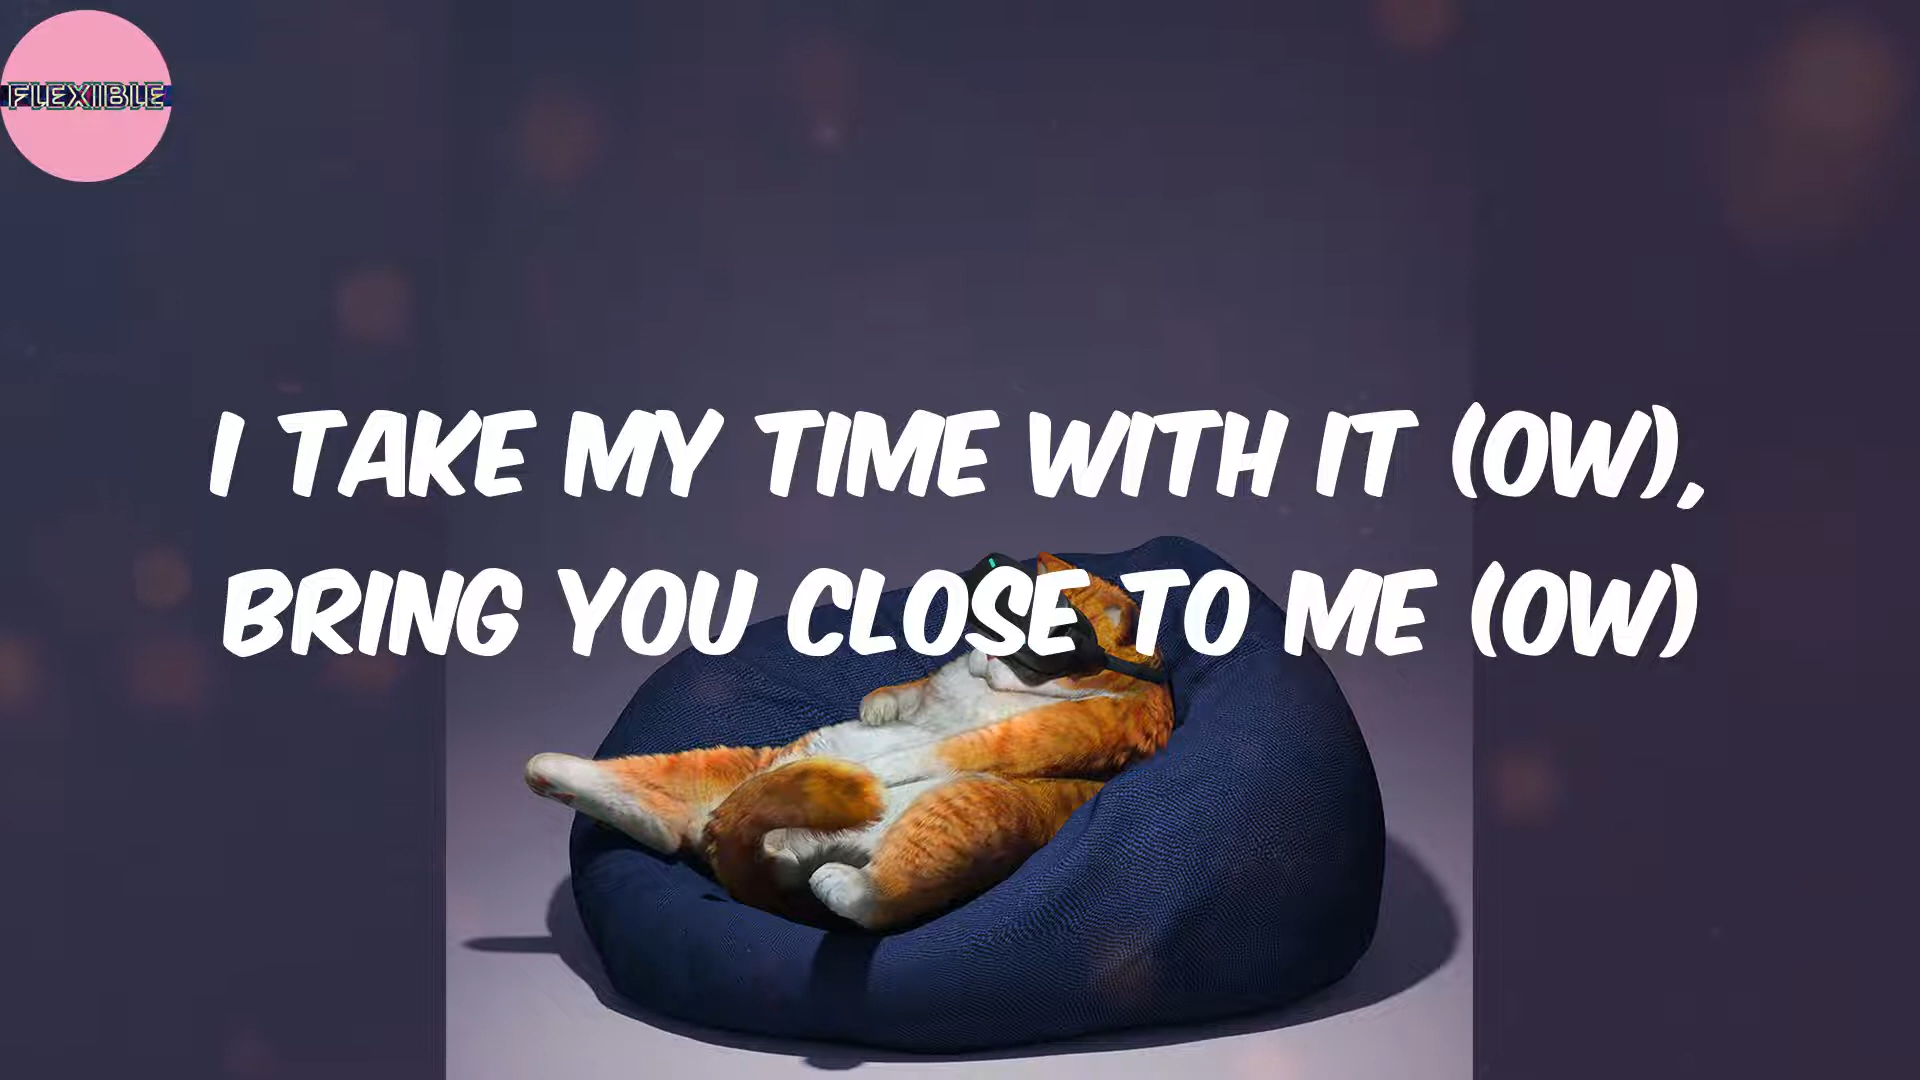 FLEXIBLE
I TAKE MY TIME WITH IT (OW),
BRING YOU CLOSE TO ME (OW)